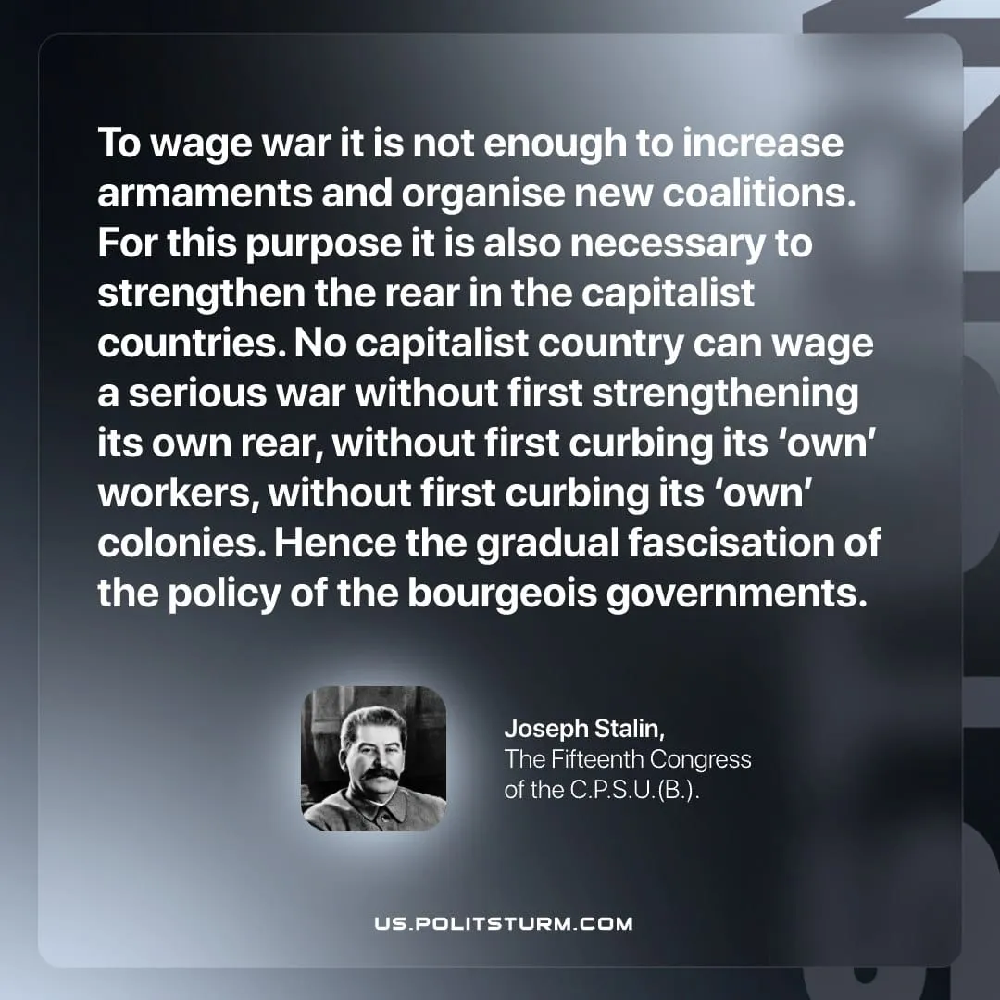 To wage war it is not enough to increase
armaments and organise new coalitions.
For this purpose it is also necessary to
strengthen the rear in the capitalist
countries. No capitalist country can wage
a serious war without first strengthening
its own rear, without first curbing its ‘own’
workers, without first curbing its ‘own’
colonies. Hence the gradual fascisation of
the policy of the bourgeois governments.
Joseph Stalin,
The Fifteenth Congress
of the C.P.S.U.(B.).
US.POLITSTURM.COM